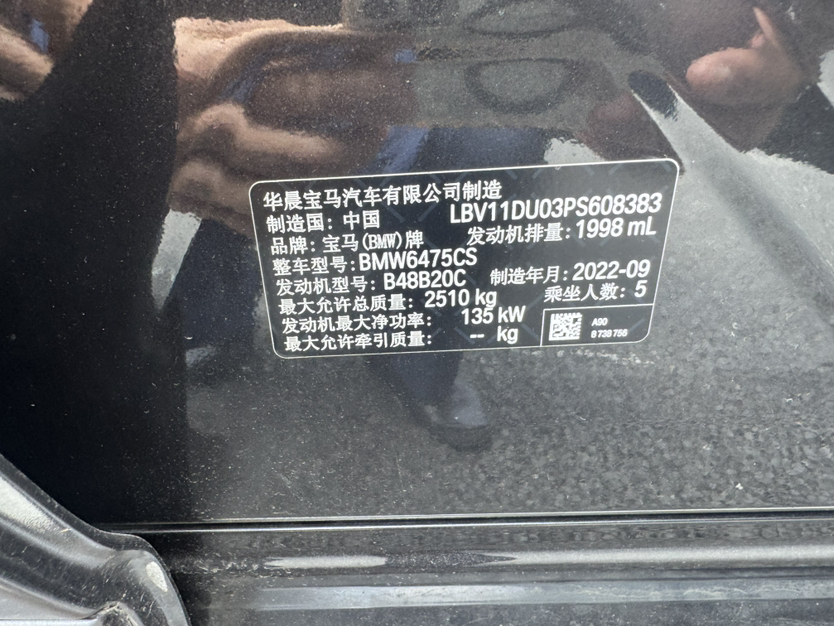 华晨宝马汽车有限公司制造
制造国：中国 LBV11DU03PS608383
品牌：宝马(BMW)牌 发动机排量：1998 mL
整车型号：BMW6475CS
发动机型号：B48B20C 制造年月：2022-09
最大允许总质量：2510 kg 乘坐人数：5
发动机最大净功率： 135 kW
最大允许牵引质量： -- kg
A90
8 738 756